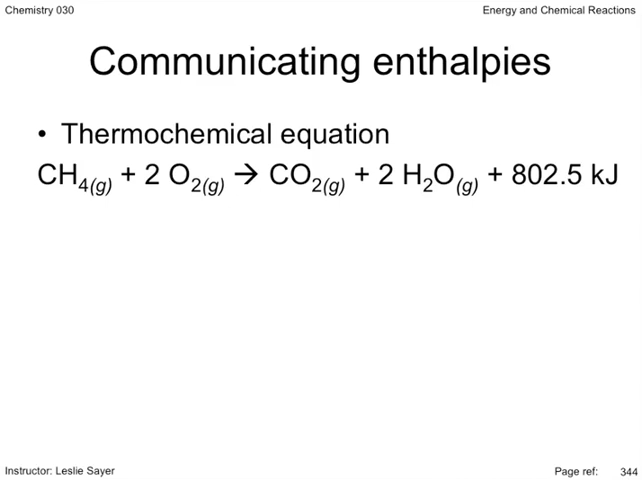 Chemistry 030 Energy and Chemical Reactions
Communicating enthalpies
• Thermochemical equation
CH₄₍g₎ + 2 O₂₍g₎ → CO₂₍g₎ + 2 H₂O₍g₎ + 802.5 kJ
Instructor: Leslie Sayer Page ref: 344